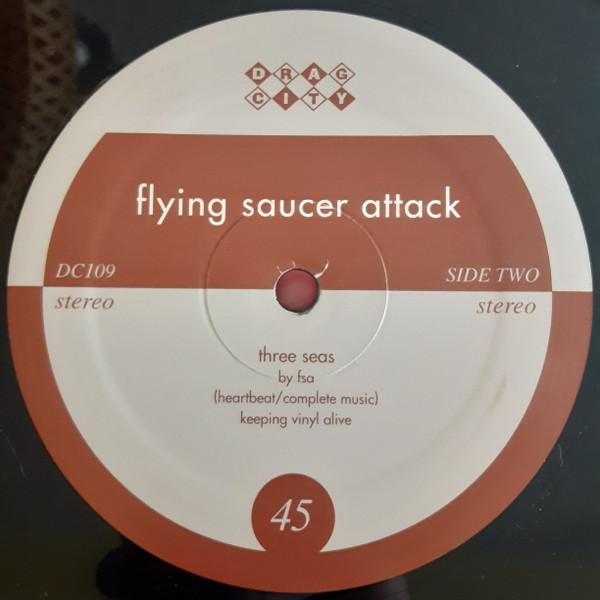 DRAG
CITY
flying saucer attack
DC109
SIDE TWO
stereo
stereo
three seas
by fsa
(heartbeat/complete music)
keeping vinyl alive
45